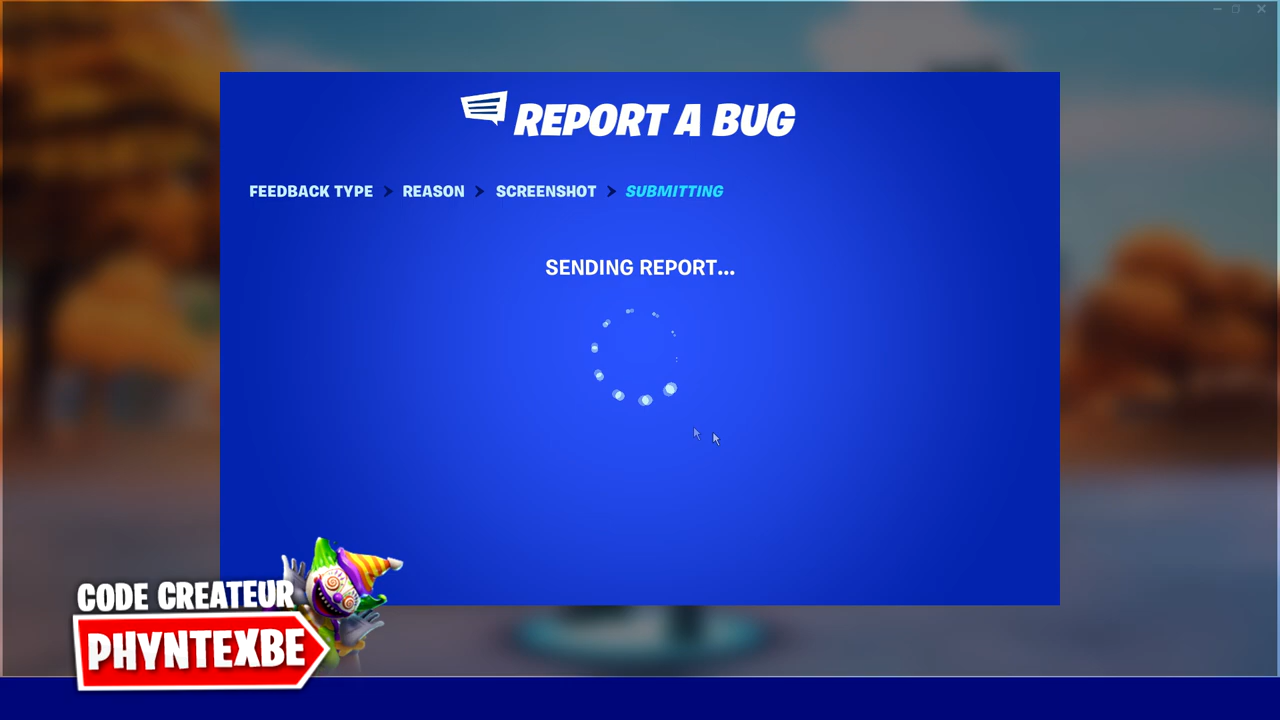 REPORT A BUG
FEEDBACK TYPE > REASON > SCREENSHOT > SUBMITTING
SENDING REPORT...
CODE CREATEUR
PHYNTEXBE